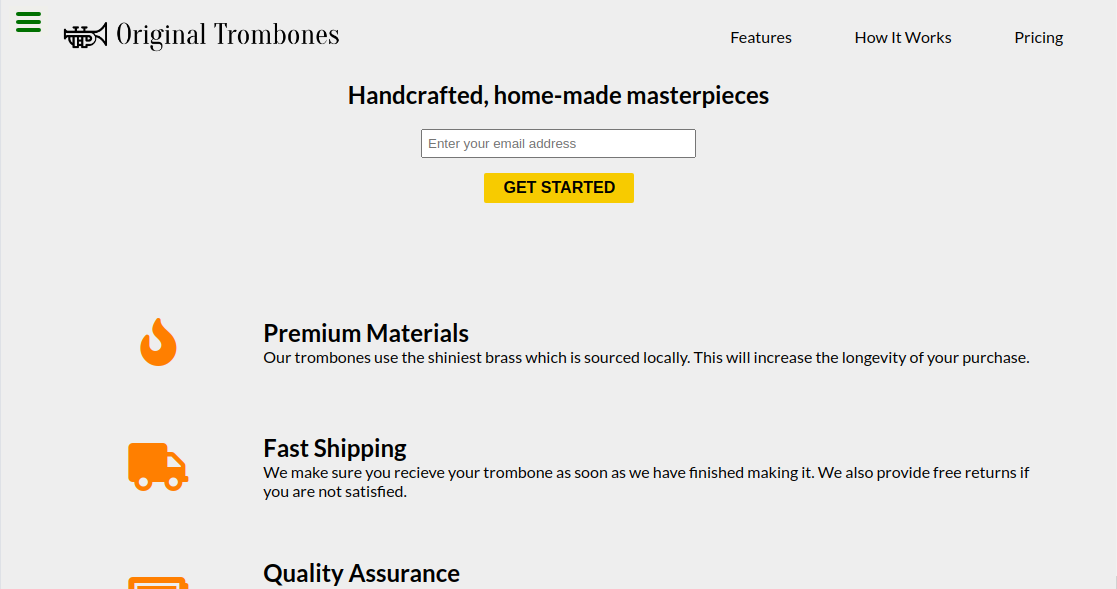 Original Trombones
Features
How It Works
Pricing
Handcrafted, home-made masterpieces
Enter your email address
GET STARTED
Premium Materials
Our trombones use the shiniest brass which is sourced locally. This will increase the longevity of your purchase.
Fast Shipping
We make sure you recieve your trombone as soon as we have finished making it. We also provide free returns if
you are not satisfied.
Quality Assurance